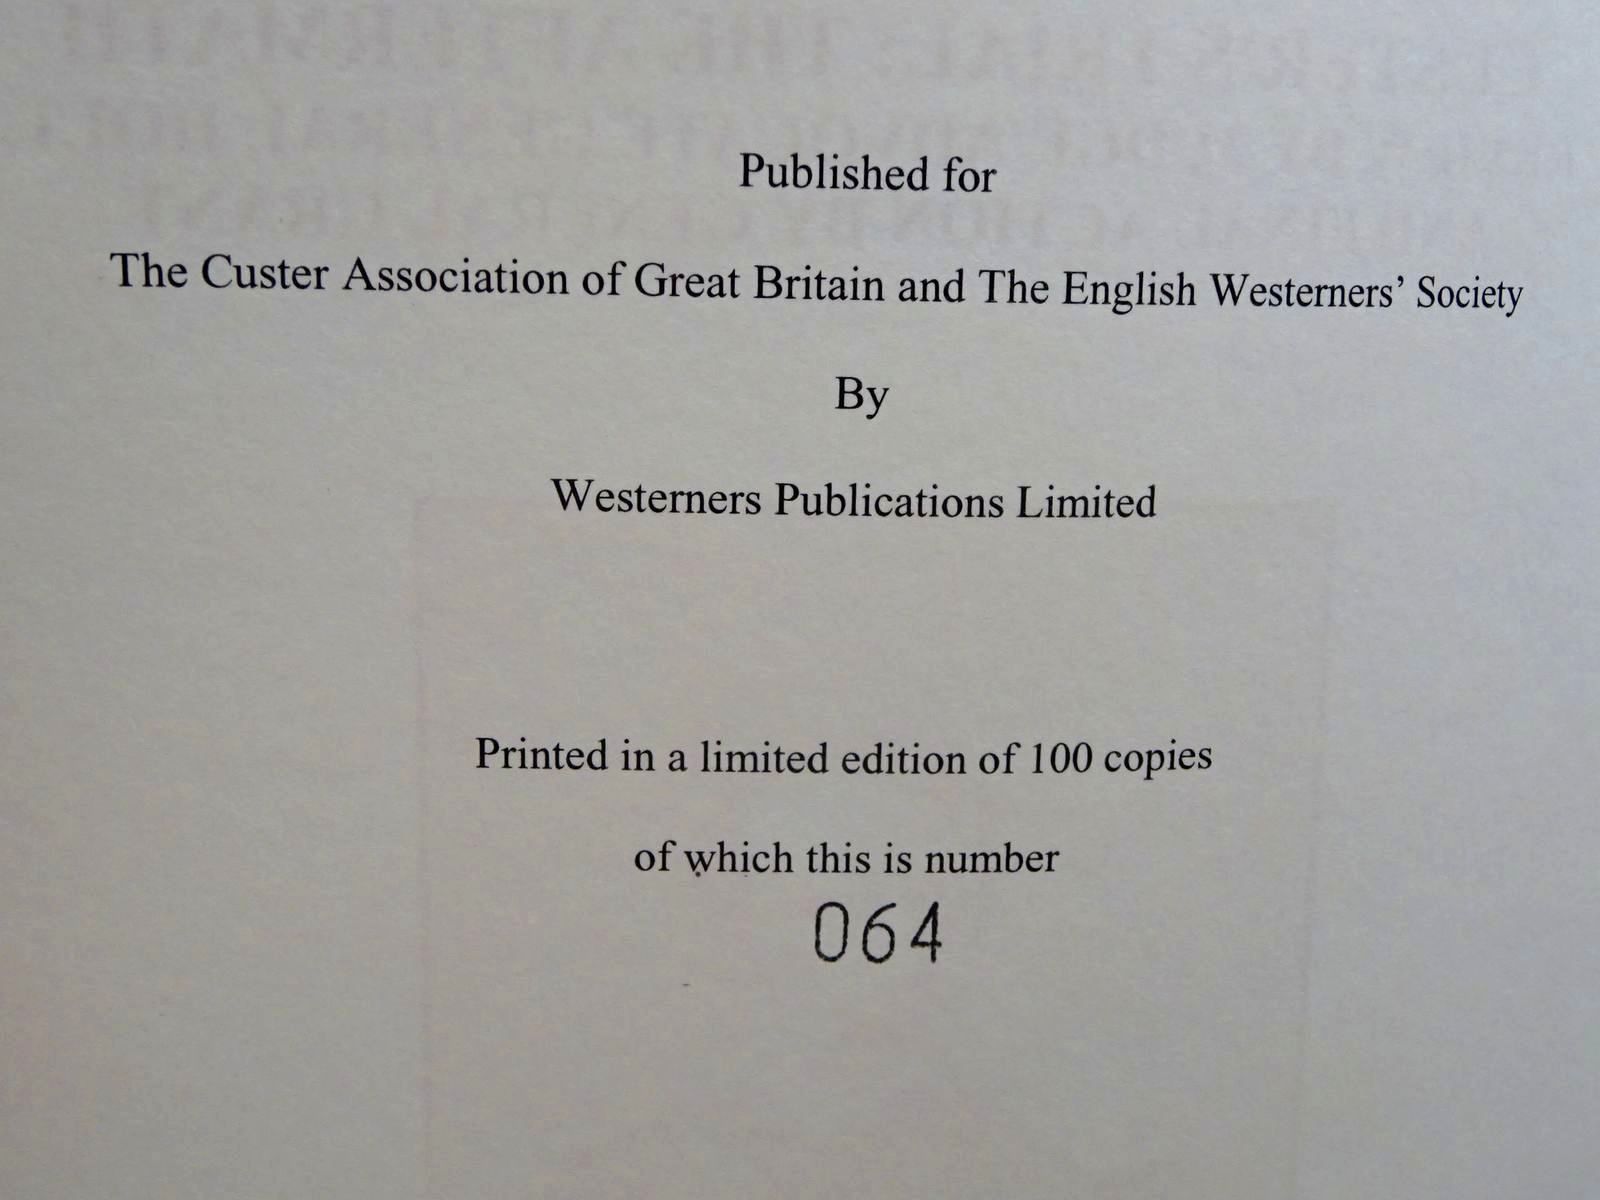 Published for
The Custer Association of Great Britain and The English Westerners’ Society
By
Westerners Publications Limited
Printed in a limited edition of 100 copies
of which this is number
064